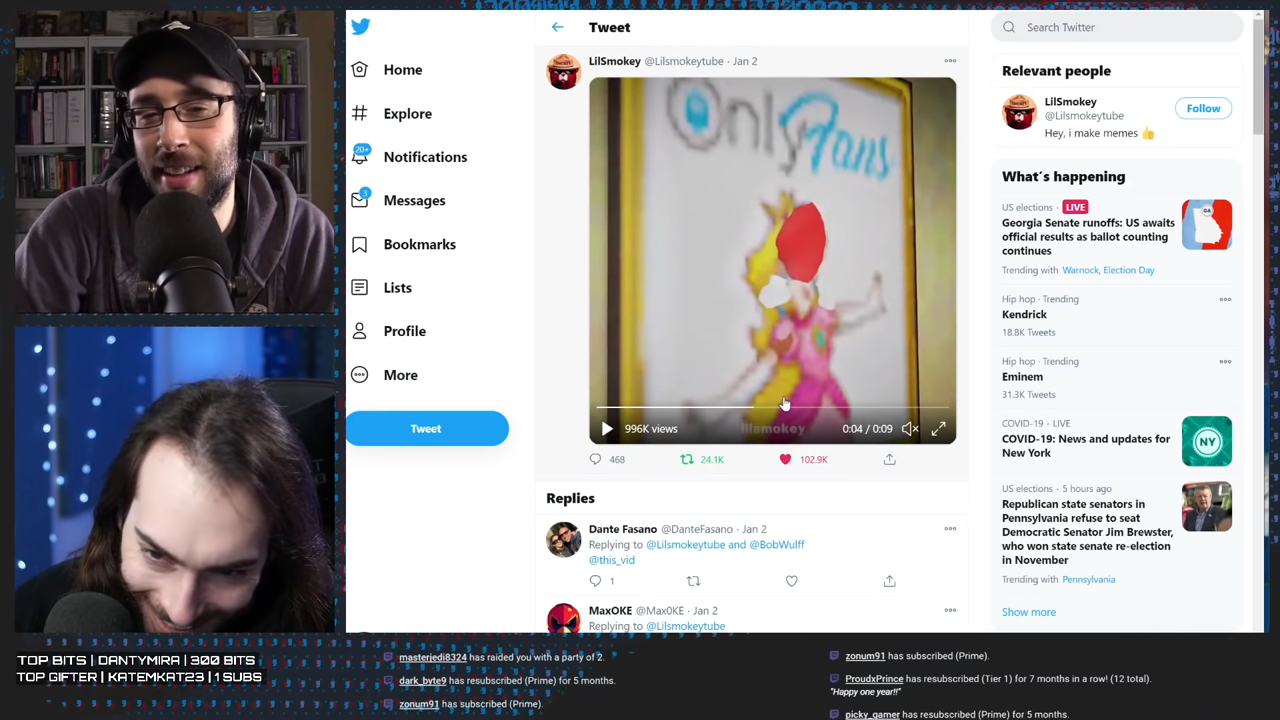 Tweet
LilSmokey @Lilsmokeytube · Jan 2
OnlyFans
996K views
lilsmokey
0:04 / 0:09
468
24.1K
102.9K
Replies
Dante Fasano @DanteFasano · Jan 2
Replying to @Lilsmokeytube and @BobWulff
@this_vid
1
MaxOKE @Max0KE · Jan 2
Replying to @Lilsmokeytube
Home
Explore
20+
Notifications
3
Messages
Bookmarks
Lists
Profile
More
Tweet
Search Twitter
Relevant people
LilSmokey
@Lilsmokeytube
Hey, i make memes 👍
Follow
What's happening
US elections · LIVE
Georgia Senate runoffs: US awaits
official results as ballot counting
continues
Trending with Warnock, Election Day
Hip hop · Trending
Kendrick
18.8K Tweets
Hip hop · Trending
Eminem
31.3K Tweets
COVID-19 · LIVE
COVID-19: News and updates for
New York
NY
US elections · 5 hours ago
Republican state senators in
Pennsylvania refuse to seat
Democratic Senator Jim Brewster,
who won state senate re-election
in November
Trending with Pennsylvania
Show more
TOP BITS | DANTYMIRA | 300 BITS
TOP GIFTER | KATEMKAT23 | 1 SUBS
masterjedi8324 has raided you with a party of 2.
dark_byte9 has resubscribed (Prime) for 5 months.
zonum91 has subscribed (Prime).
zonum91 has subscribed (Prime).
ProudxPrince has resubscribed (Tier 1) for 7 months in a row! (12 total).
"Happy one year!!"
picky_gamer has resubscribed (Prime) for 5 months.